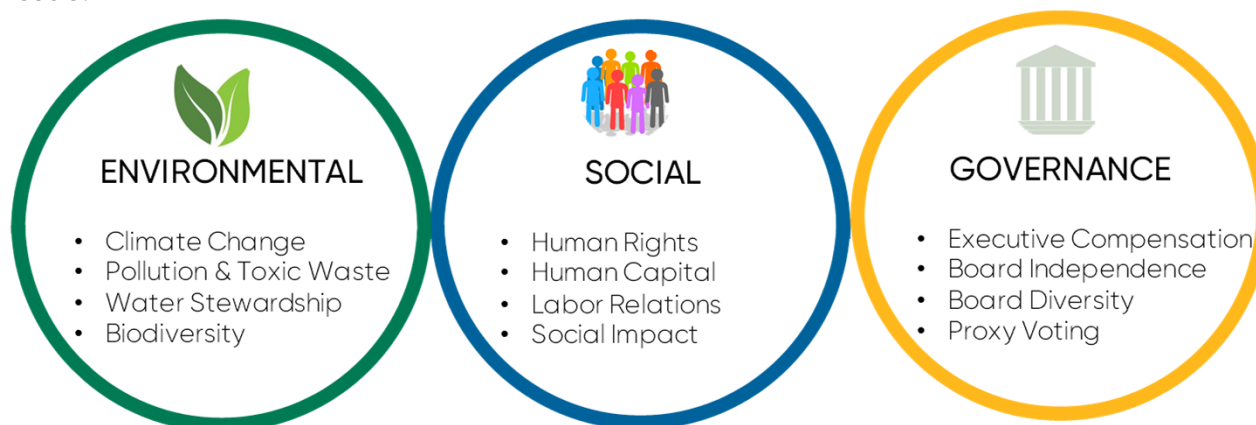 ENVIRONMENTAL
• Climate Change
• Pollution & Toxic Waste
• Water Stewardship
• Biodiversity
SOCIAL
• Human Rights
• Human Capital
• Labor Relations
• Social Impact
GOVERNANCE
• Executive Compensation
• Board Independence
• Board Diversity
• Proxy Voting